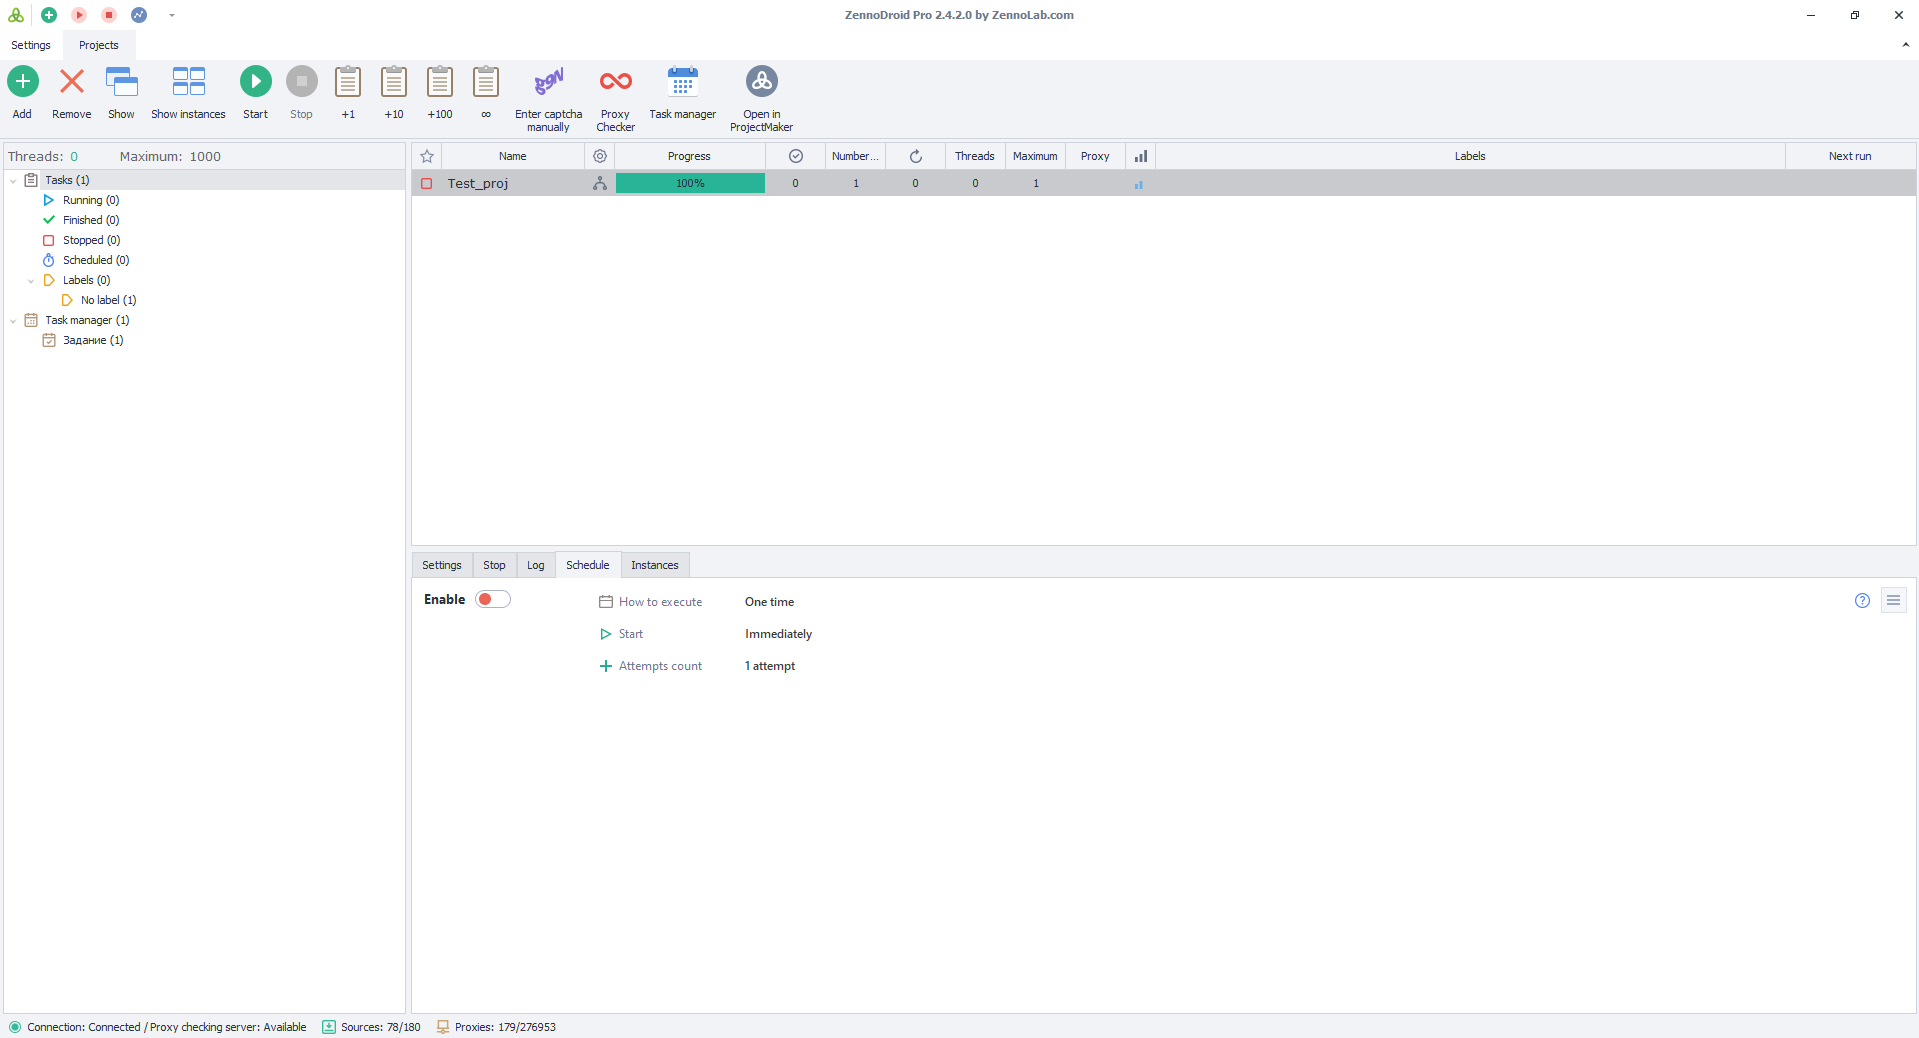 ZennoDroid Pro 2.4.2.0 by ZennoLab.com
Settings
Projects
Add
Remove
Show
Show instances
Start
Stop
+1
+10
+100
∞
Enter captcha manually
Proxy Checker
Task manager
Open in ProjectMaker
Threads: 0
Maximum: 1000
Tasks (1)
Running (0)
Finished (0)
Stopped (0)
Scheduled (0)
Labels (0)
No label (1)
Task manager (1)
Задание (1)
Name
Progress
Number...
Threads
Maximum
Proxy
Labels
Next run
Test_proj
100%
0
1
0
0
1
Settings
Stop
Log
Schedule
Instances
Enable
How to execute
One time
Start
Immediately
Attempts count
1 attempt
Connection: Connected / Proxy checking server: Available
Sources: 78/180
Proxies: 179/276953